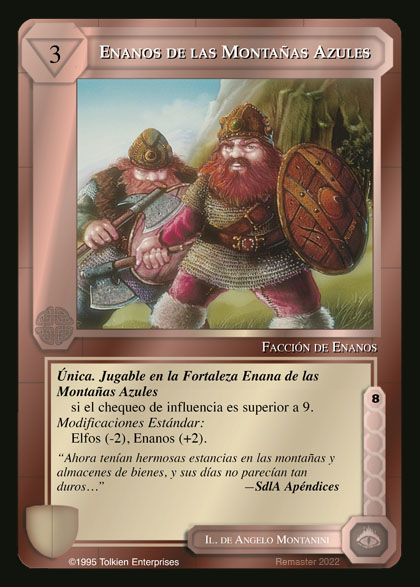 3
Enanos de las Montañas Azules
Facción de Enanos
Única. Jugable en la Fortaleza Enana de las
Montañas Azules
si el chequeo de influencia es superior a 9.
Modificaciones Estándar:
Elfos (-2), Enanos (+2).
“Ahora tenían hermosas estancias en las montañas y
almacenes de bienes, y sus días no parecían tan
duros…” —SdlA Apéndices
8
Il. de Angelo Montanini
©1995 Tolkien Enterprises
Remaster 2022